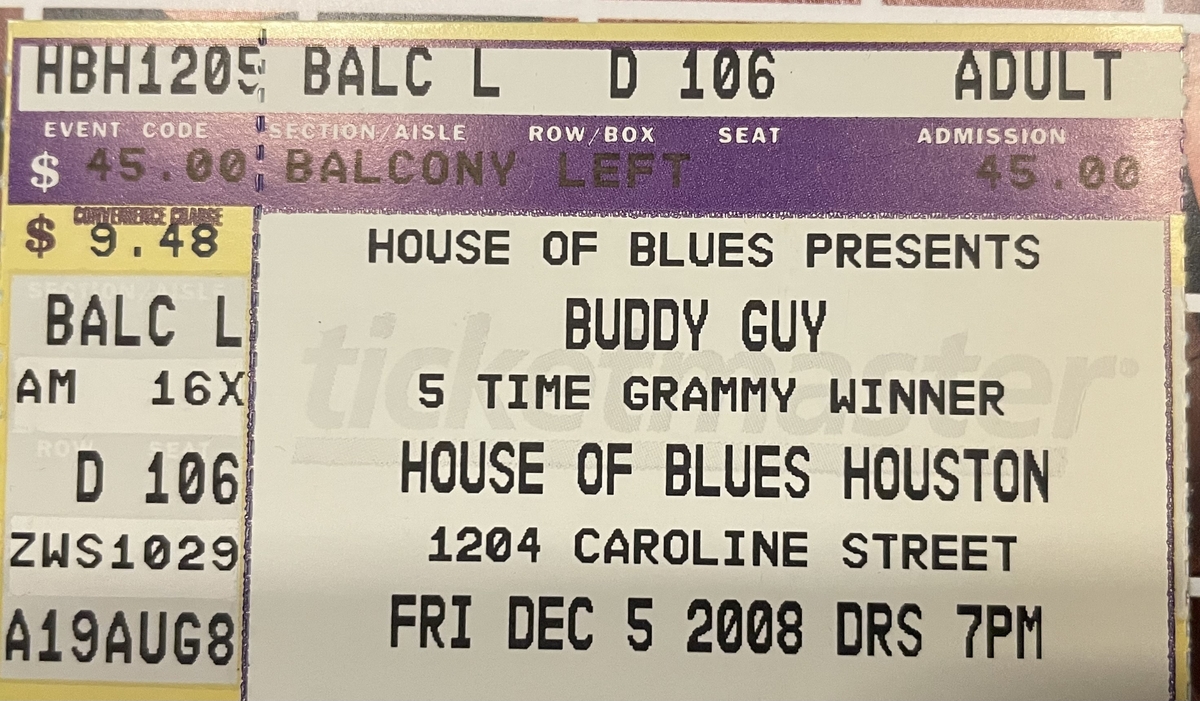 HBH1205 BALC L D 106 ADULT
EVENT CODE SECTION/AISLE ROW/BOX SEAT ADMISSION
$ 45.00 BALCONY LEFT 45.00
CONVENIENCE CHARGE
$ 9.48
SECTION/AISLE
BALC L
AM 16X
ROW SEAT
D 106
ZWS1029
A19AUG8
HOUSE OF BLUES PRESENTS
BUDDY GUY
ticketmaster®
5 TIME GRAMMY WINNER
HOUSE OF BLUES HOUSTON
1204 CAROLINE STREET
FRI DEC 5 2008 DRS 7PM